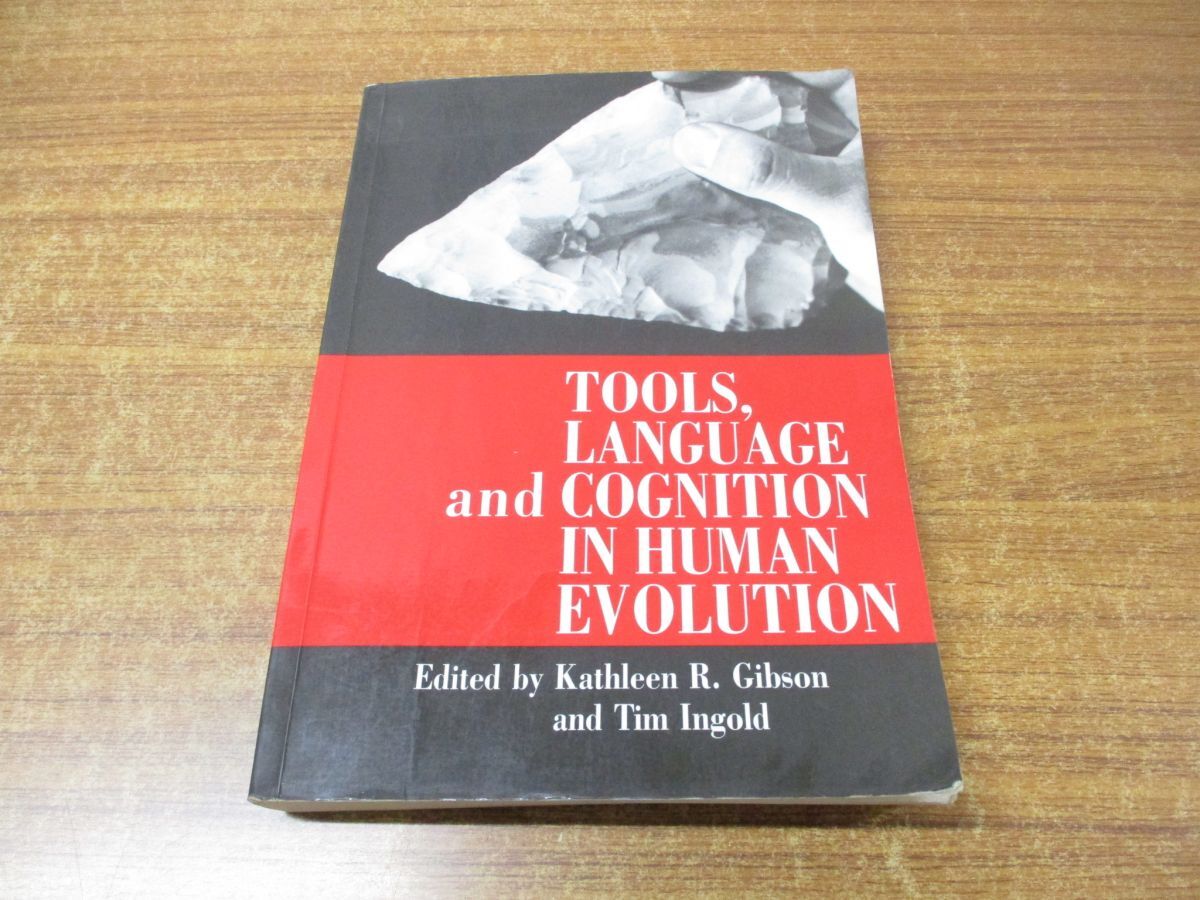 TOOLS,
LANGUAGE
and COGNITION
IN HUMAN
EVOLUTION
Edited by Kathleen R. Gibson
and Tim Ingold